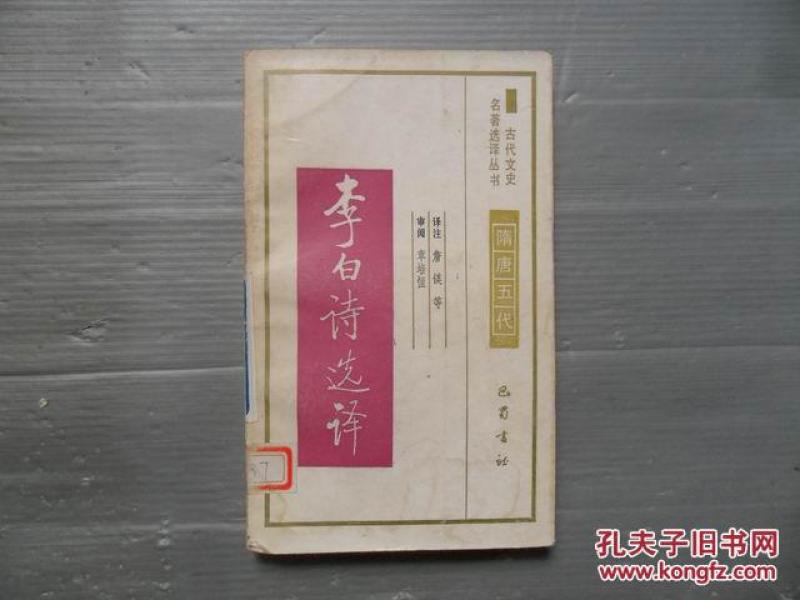 古代文史
名著选译丛书
隋唐五代
巴蜀书社
译注 詹锳 等
审阅 章培恒
李白诗选译
37
孔夫子旧书网
www.kongfz.com